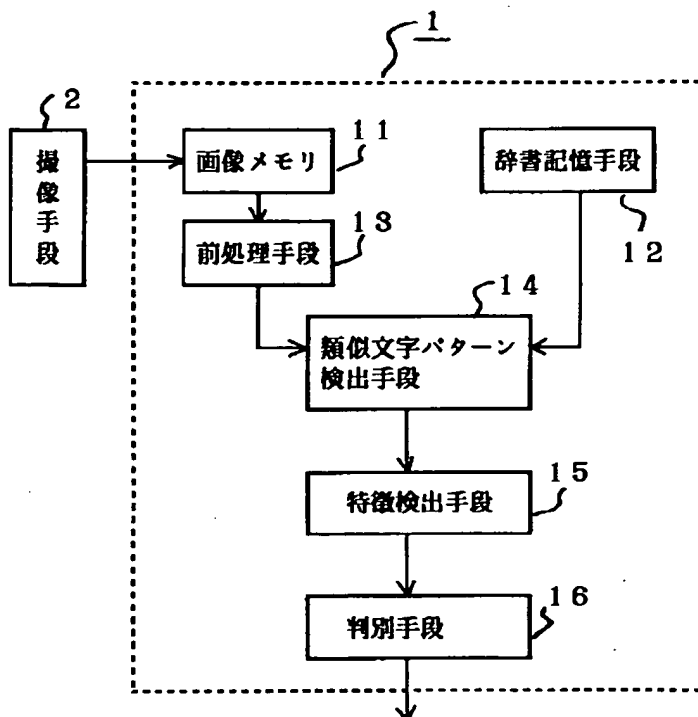 1
2
撮像手段
画像メモリ
11
辞書記憶手段
12
前処理手段
13
14
類似文字パターン
検出手段
特徴検出手段
15
判別手段
16